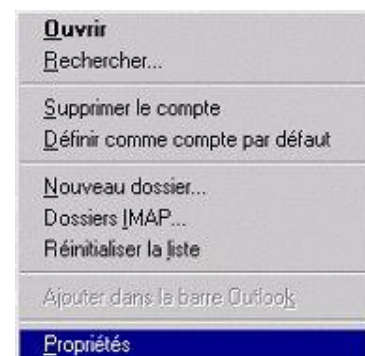 Ouvrir
Rechercher...
Supprimer le compte
Définir comme compte par défaut
Nouveau dossier...
Dossiers IMAP...
Réinitialiser la liste
Ajouter dans la barre Outlook
Propriétés